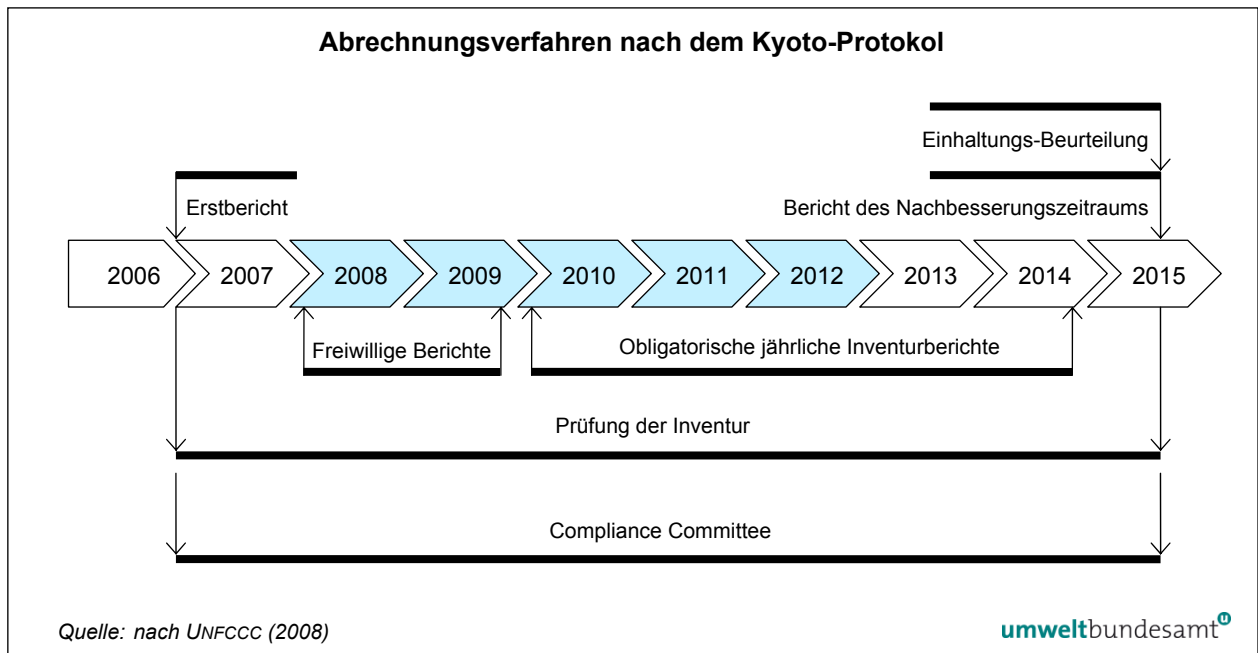 Abrechnungsverfahren nach dem Kyoto-Protokol
Einhaltungs-Beurteilung
Erstbericht
Bericht des Nachbesserungszeitraums
2006 2007 2008 2009 2010 2011 2012 2013 2014 2015
Freiwillige Berichte
Obligatorische jährliche Inventurberichte
Prüfung der Inventur
Compliance Committee
Quelle: nach UNFCCC (2008)
umweltbundesamt u